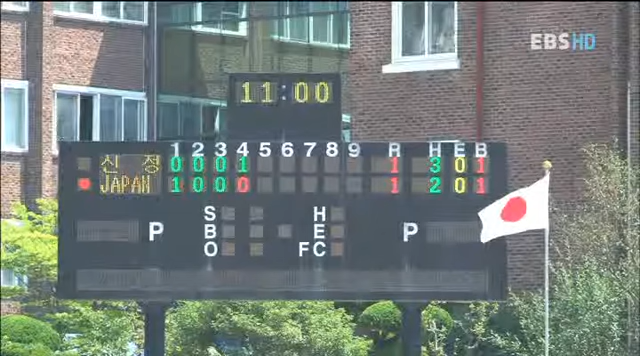 EBS HD
11:00
1 2 3 4 5 6 7 8 9 R H E B
신 정 0 0 0 1 1 3 0 1
JAPAN 1 0 0 0 1 2 0 1
S H
P B E P
O FC